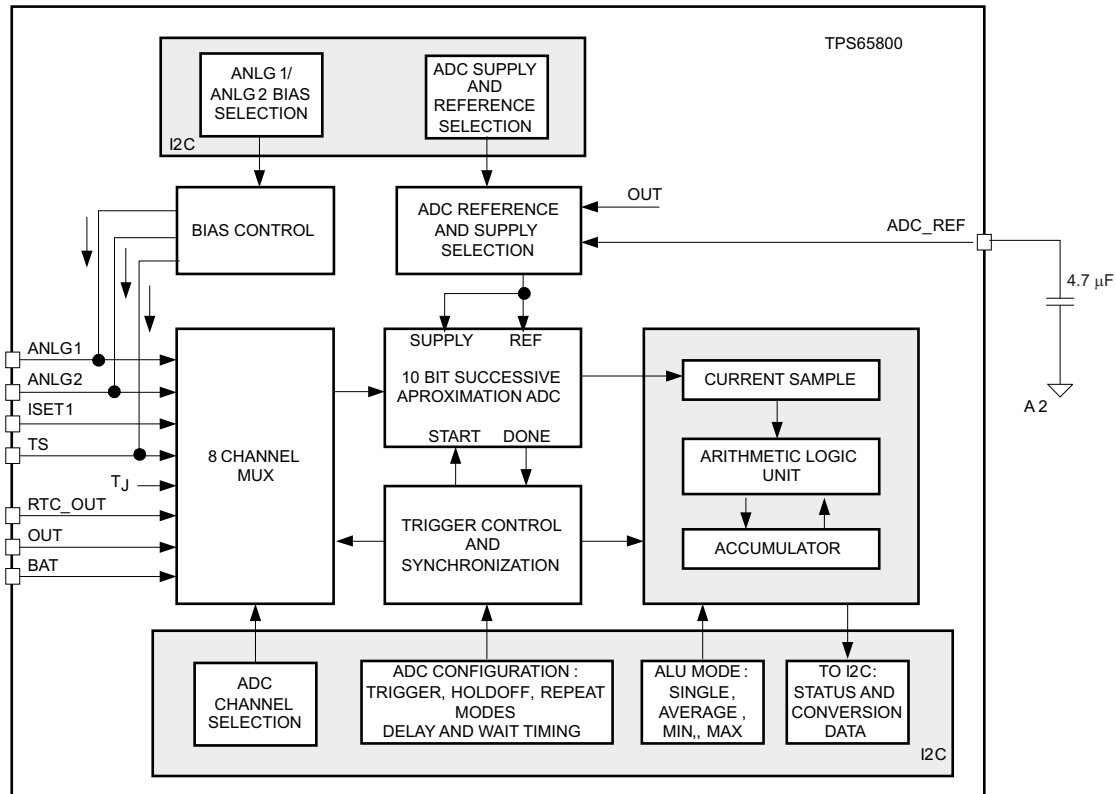 TPS65800
ANLG 1/
ANLG 2 BIAS
SELECTION
ADC SUPPLY
AND
REFERENCE
SELECTION
I2C
BIAS CONTROL
ADC REFERENCE
AND SUPPLY
SELECTION
OUT
ADC_REF
4.7 μF
A 2
ANLG1
ANLG2
ISET1
TS
TJ
RTC_OUT
OUT
BAT
8 CHANNEL
MUX
SUPPLY REF
10 BIT SUCCESSIVE
APROXIMATION ADC
START DONE
TRIGGER CONTROL
AND
SYNCHRONIZATION
CURRENT SAMPLE
ARITHMETIC LOGIC
UNIT
ACCUMULATOR
ADC
CHANNEL
SELECTION
ADC CONFIGURATION :
TRIGGER, HOLDOFF, REPEAT
MODES
DELAY AND WAIT TIMING
ALU MODE :
SINGLE ,
AVERAGE ,
MIN,, MAX
TO I2C:
STATUS AND
CONVERSION
DATA
I2C